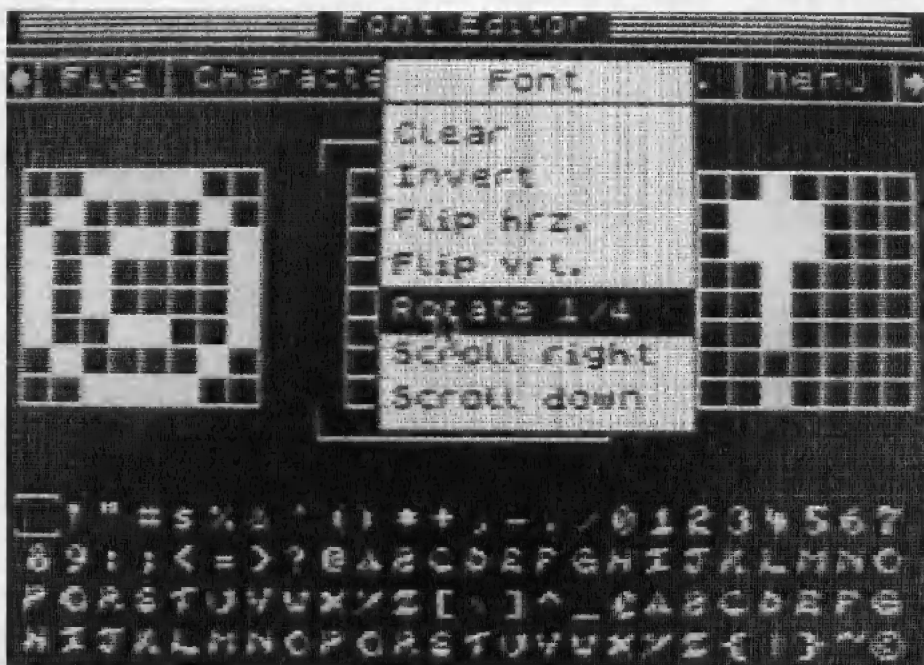 Font Editor
File Characte Font menu
Clear
Invert
Flip hrz.
Flip vrt.
Rotate 1/4
Scroll right
Scroll down
! " = $ % ' ( ) * + , - . / 0 1 2 3 4 5 6 7
8 9 : ; < = > ? @ A B C D E F G H I J K L M N O
P Q R S T U V W X Y Z [ \ ] ^ _ A B C D E F G
H I J K L M N O P Q R S T U V W X Y Z { | } ~